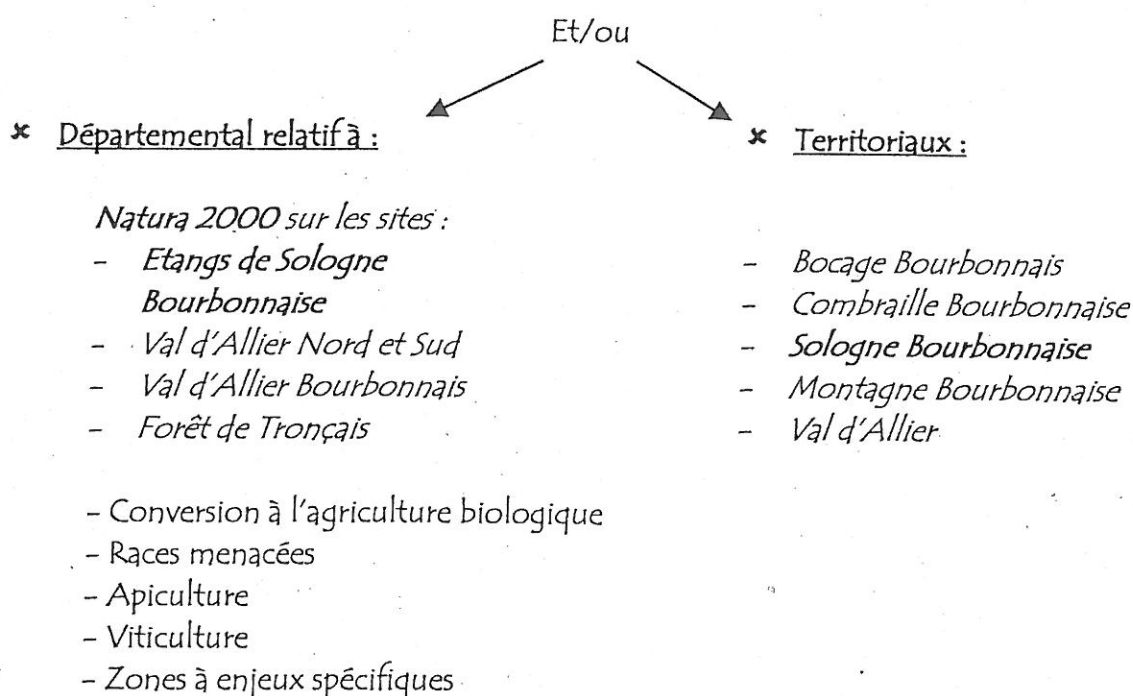 Et/ou
× Départemental relatif à :
Natura 2000 sur les sites :
- Etangs de Sologne
Bourbonnaise
- Val d'Allier Nord et Sud
- Val d'Allier Bourbonnais
- Forêt de Tronçais
- Conversion à l'agriculture biologique
- Races menacées
- Apiculture
- Viticulture
- Zones à enjeux spécifiques
× Territoriaux :
- Bocage Bourbonnais
- Combraille Bourbonnaise
- Sologne Bourbonnaise
- Montagne Bourbonnaise
- Val d'Allier